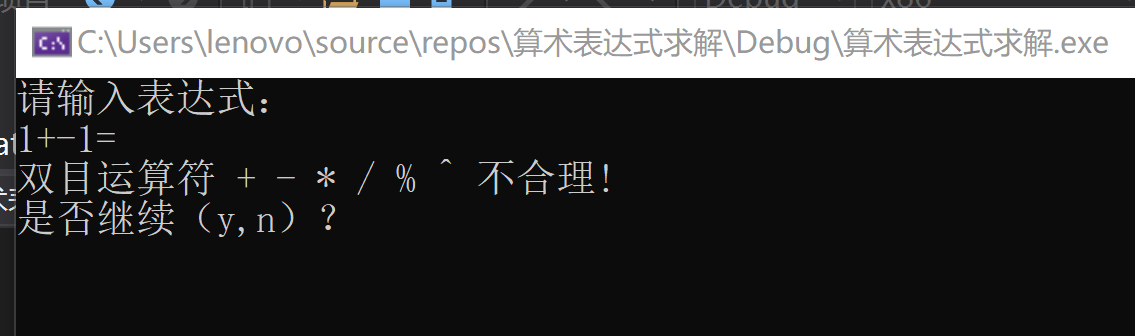 Debug
x86
C:\Users\lenovo\source\repos\算术表达式求解\Debug\算术表达式求解.exe
请输入表达式：
1+-1=
双目运算符 + - * / % ^ 不合理!
是否继续（y,n）？